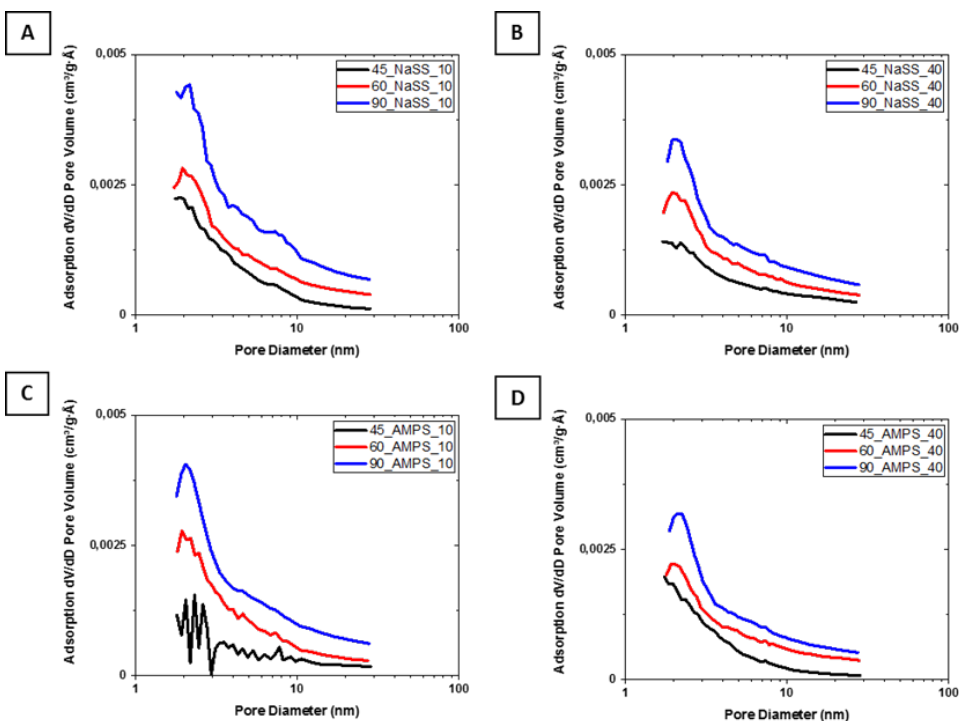 A
Adsorption dV/dD Pore Volume (cm³/g·Å)
0,005
0,0025
0
45_NaSS_10
60_NaSS_10
90_NaSS_10
1
10
100
Pore Diameter (nm)
B
Adsorption dV/dD Pore Volume (cm³/g·Å)
0,005
0,0025
0
45_NaSS_40
60_NaSS_40
90_NaSS_40
1
10
100
Pore Diameter (nm)
C
Adsorption dV/dD Pore Volume (cm³/g·Å)
0,005
0,0025
0
45_AMPS_10
60_AMPS_10
90_AMPS_10
1
10
100
Pore Diameter (nm)
D
Adsorption dV/dD Pore Volume (cm³/g·Å)
0,005
0,0025
0
45_AMPS_40
60_AMPS_40
90_AMPS_40
1
10
100
Pore Diameter (nm)